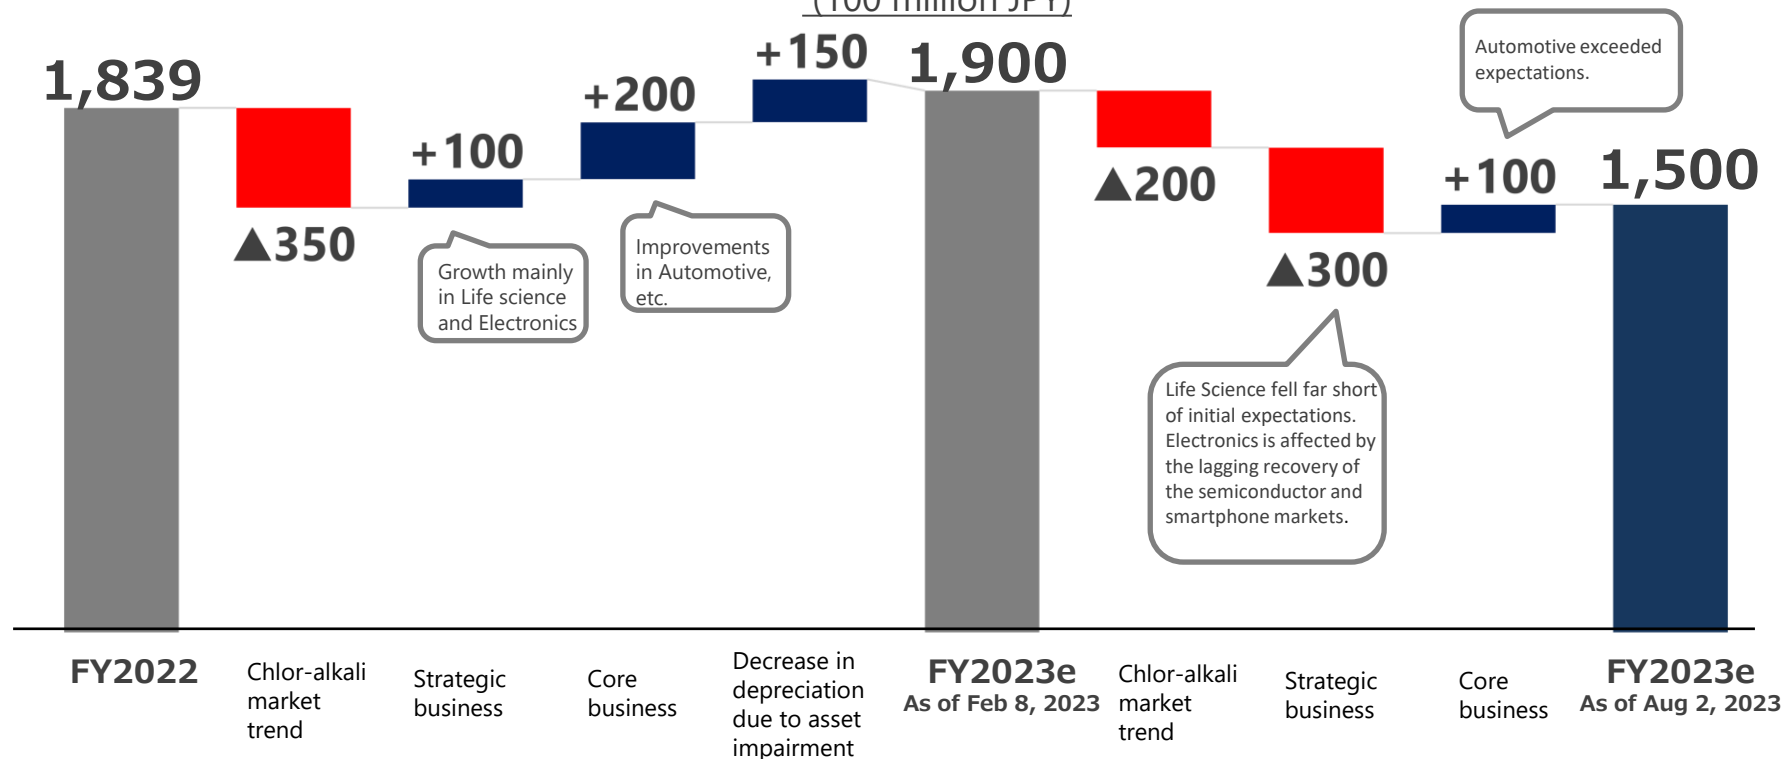 (100 million JPY)
1,839
▲350
+100
+200
+150
1,900
▲200
▲300
+100
1,500
Growth mainly
in Life science
and Electronics
Improvements
in Automotive,
etc.
Life Science fell far short
of initial expectations.
Electronics is affected by
the lagging recovery of
the semiconductor and
smartphone markets.
Automotive exceeded
expectations.
FY2022
Chlor-alkali
market
trend
Strategic
business
Core
business
Decrease in
depreciation
due to asset
impairment
FY2023e
As of Feb 8, 2023
Chlor-alkali
market
trend
Strategic
business
Core
business
FY2023e
As of Aug 2, 2023